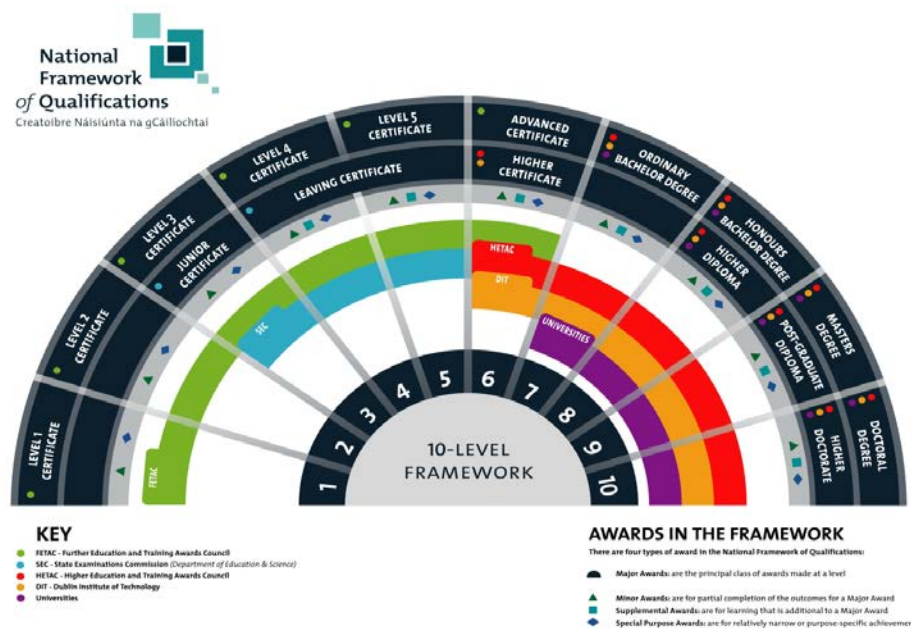 National
Framework
of Qualifications
Creatoibre Náisiúnta na gCáilíochtaí
LEVEL 1
CERTIFICATE
LEVEL 2
CERTIFICATE
LEVEL 3
CERTIFICATE
JUNIOR
CERTIFICATE
LEVEL 4
CERTIFICATE
LEVEL 5
CERTIFICATE
LEAVING CERTIFICATE
ADVANCED
CERTIFICATE
HIGHER
CERTIFICATE
ORDINARY
BACHELOR DEGREE
HONOURS
BACHELOR DEGREE
HIGHER
DIPLOMA
MASTERS
DEGREE
POST-GRADUATE
DIPLOMA
DOCTORAL
DEGREE
HIGHER
DOCTORATE
FETAC
SEC
HETAC
DIT
UNIVERSITIES
1
2
3
4
5
6
7
8
9
10
10-LEVEL
FRAMEWORK
KEY
FETAC - Further Education and Training Awards Council
SEC - State Examinations Commission (Department of Education & Science)
HETAC - Higher Education and Training Awards Council
DIT - Dublin Institute of Technology
Universities
AWARDS IN THE FRAMEWORK
There are four types of award in the National Framework of Qualifications:
Major Awards: are the principal class of awards made at a level
Minor Awards: are for partial completion of the outcomes for a Major Award
Supplemental Awards: are for learning that is additional to a Major Award
Special Purpose Awards: are for relatively narrow or purpose-specific achievemen